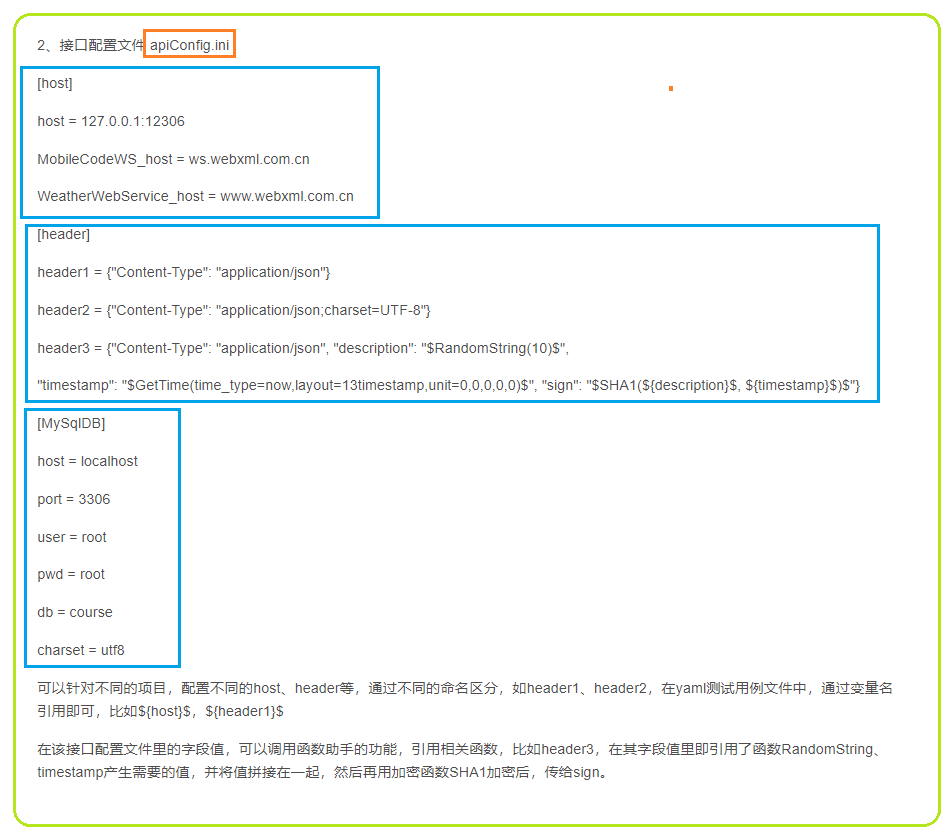 2、接口配置文件 apiConfig.ini
[host]
host = 127.0.0.1:12306
MobileCodeWS_host = ws.webxml.com.cn
WeatherWebService_host = www.webxml.com.cn
[header]
header1 = {"Content-Type": "application/json"}
header2 = {"Content-Type": "application/json;charset=UTF-8"}
header3 = {"Content-Type": "application/json", "description": "$RandomString(10)$",
"timestamp": "$GetTime(time_type=now,layout=13timestamp,unit=0,0,0,0,0)$", "sign": "$SHA1(${description}$, ${timestamp}$)$"}
[MySqlDB]
host = localhost
port = 3306
user = root
pwd = root
db = course
charset = utf8
可以针对不同的项目，配置不同的host、header等，通过不同的命名区分，如header1、header2，在yaml测试用例文件中，通过变量名
引用即可，比如${host}$，${header1}$
在该接口配置文件里的字段值，可以调用函数助手的功能，引用相关函数，比如header3，在其字段值里即引用了函数RandomString、
timestamp产生需要的值，并将值拼接在一起，然后再用加密函数SHA1加密后，传给sign。